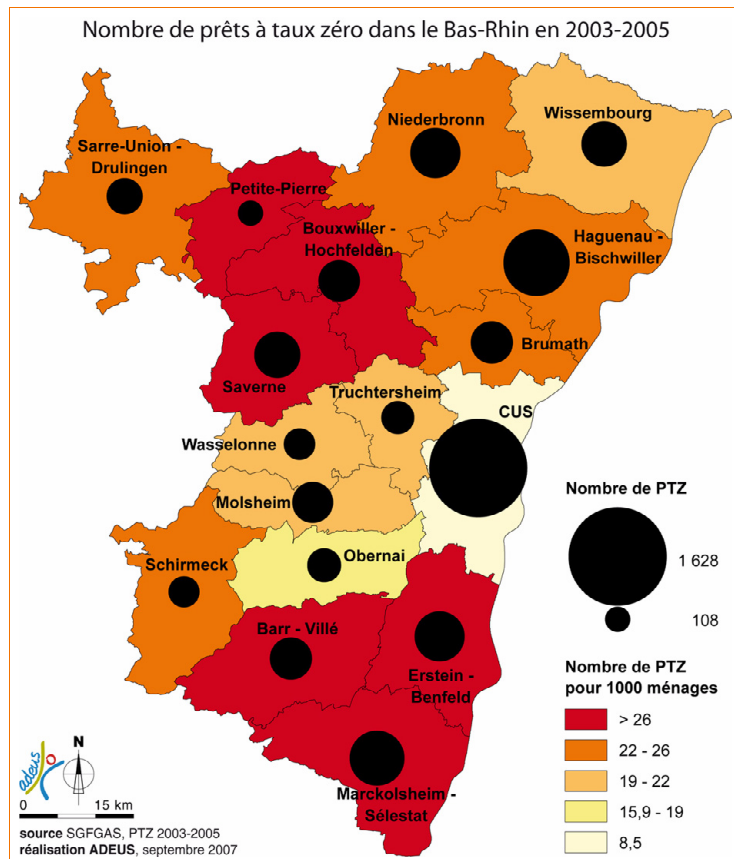 Nombre de prêts à taux zéro dans le Bas-Rhin en 2003-2005
Niederbronn
Wissembourg
Sarre-Union -
Drulingen
Petite-Pierre
Bouxwiller -
Hochfelden
Haguenau -
Bischwiller
Brumath
Saverne
Truchtersheim
CUS
Wasselonne
Molsheim
Obernai
Schirmeck
Barr - Villé
Erstein -
Benfeld
Marckolsheim -
Sélestat
Nombre de PTZ
1 628
108
Nombre de PTZ
pour 1000 ménages
> 26
22 - 26
19 - 22
15,9 - 19
8,5
adeus
N
0 15 km
source SGFGAS, PTZ 2003-2005
réalisation ADEUS, septembre 2007